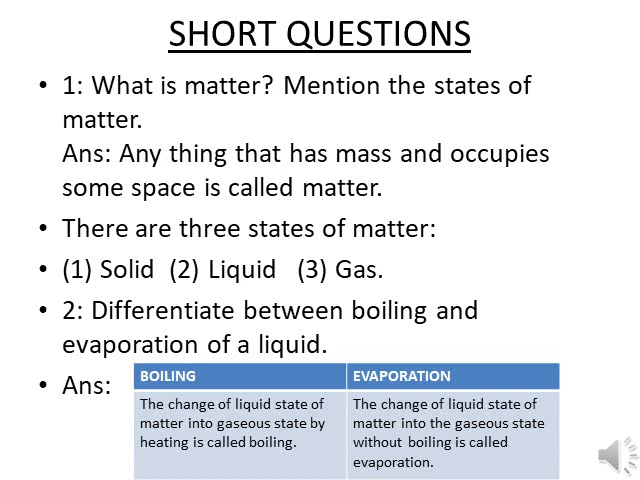 SHORT QUESTIONS
• 1: What is matter? Mention the states of
matter.
Ans: Any thing that has mass and occupies
some space is called matter.
• There are three states of matter:
• (1) Solid (2) Liquid (3) Gas.
• 2: Differentiate between boiling and
evaporation of a liquid.
• Ans:
BOILING
The change of liquid state of
matter into gaseous state by
heating is called boiling.
EVAPORATION
The change of liquid state of
matter into the gaseous state
without boiling is called
evaporation.